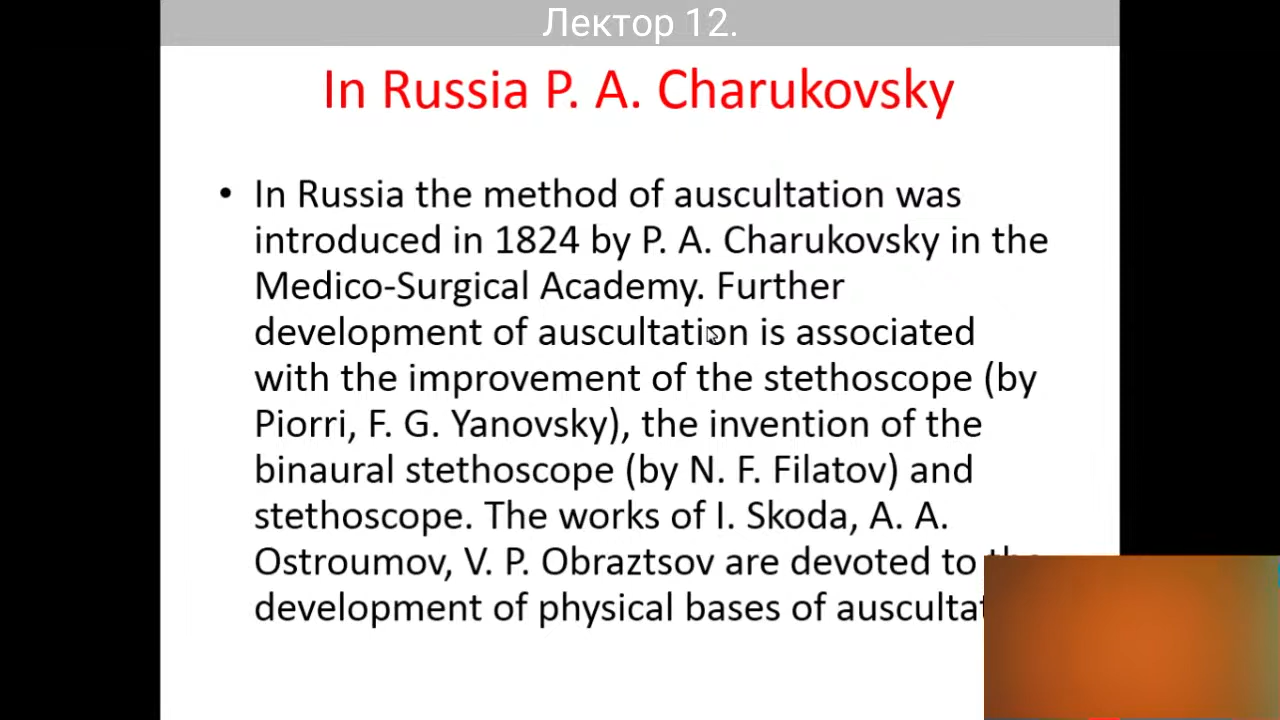 Лектор 12.
In Russia P. A. Charukovsky
• In Russia the method of auscultation was
introduced in 1824 by P. A. Charukovsky in the
Medico-Surgical Academy. Further
development of auscultation is associated
with the improvement of the stethoscope (by
Piorri, F. G. Yanovsky), the invention of the
binaural stethoscope (by N. F. Filatov) and
stethoscope. The works of I. Skoda, A. A.
Ostroumov, V. P. Obraztsov are devoted to
development of physical bases of